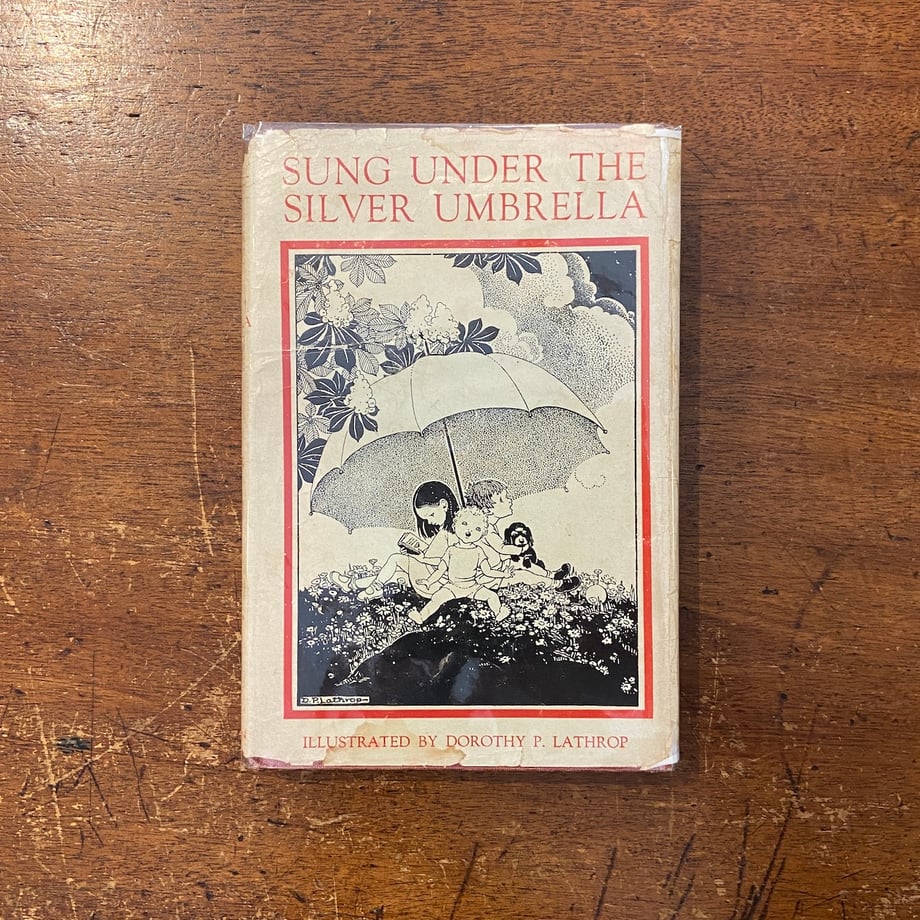 SUNG UNDER THE
SILVER UMBRELLA
D.P. Lathrop
ILLUSTRATED BY DOROTHY P. LATHROP